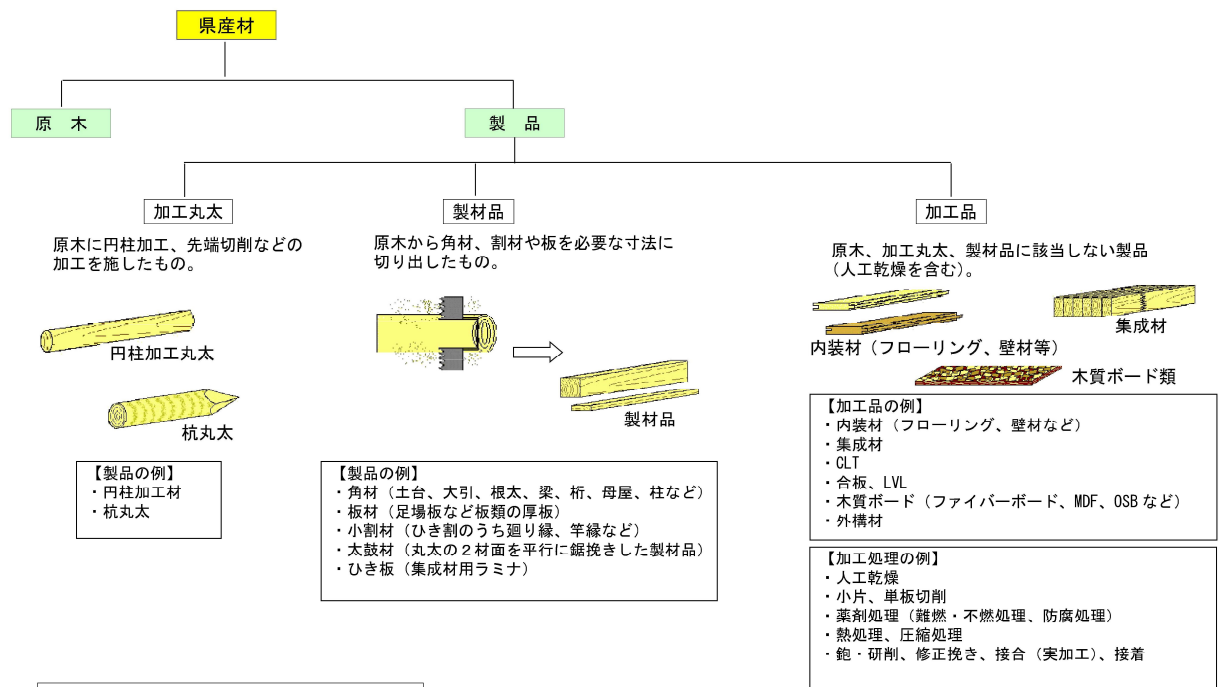 県産材
原　木
製　品
加工丸太
製材品
加工品
原木に円柱加工、先端切削などの
加工を施したもの。
原木から角材、割材や板を必要な寸法に
切り出したもの。
原木、加工丸太、製材品に該当しない製品
（人工乾燥を含む）。
円柱加工丸太
杭丸太
製材品
集成材
内装材（フローリング、壁材等）
木質ボード類
【製品の例】
・円柱加工材
・杭丸太
【製品の例】
・角材（土台、大引、根太、梁、桁、母屋、柱など）
・板材（足場板など板類の厚板）
・小割材（ひき割のうち廻り縁、竿縁など）
・太鼓材（丸太の２材面を平行に鋸挽きした製材品）
・ひき板（集成材用ラミナ）
【加工品の例】
・内装材（フローリング、壁材など）
・集成材
・CLT
・合板、LVL
・木質ボード（ファイバーボード、MDF、OSBなど）
・外構材
【加工処理の例】
・人工乾燥
・小片、単板切削
・薬剤処理（難燃・不燃処理、防腐処理）
・熱処理、圧縮処理
・鉋・研削、修正挽き、接合（実加工）、接着